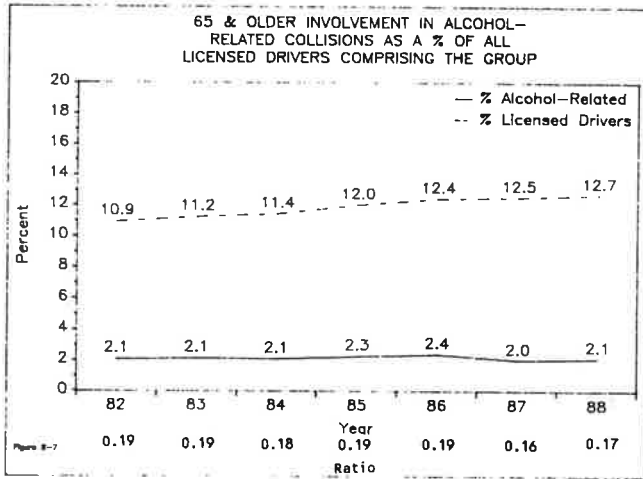 65 & OLDER INVOLVEMENT IN ALCOHOL-
RELATED COLLISIONS AS A % OF ALL
LICENSED DRIVERS COMPRISING THE GROUP
20
18
16
14
12
10
8
6
4
2
0
Percent
— % Alcohol-Related
-- % Licensed Drivers
10.9 11.2 11.4 12.0 12.4 12.5 12.7
2.1 2.1 2.1 2.3 2.4 2.0 2.1
82 83 84 85 86 87 88
Year
0.19 0.19 0.18 0.19 0.19 0.16 0.17
Ratio
Figure